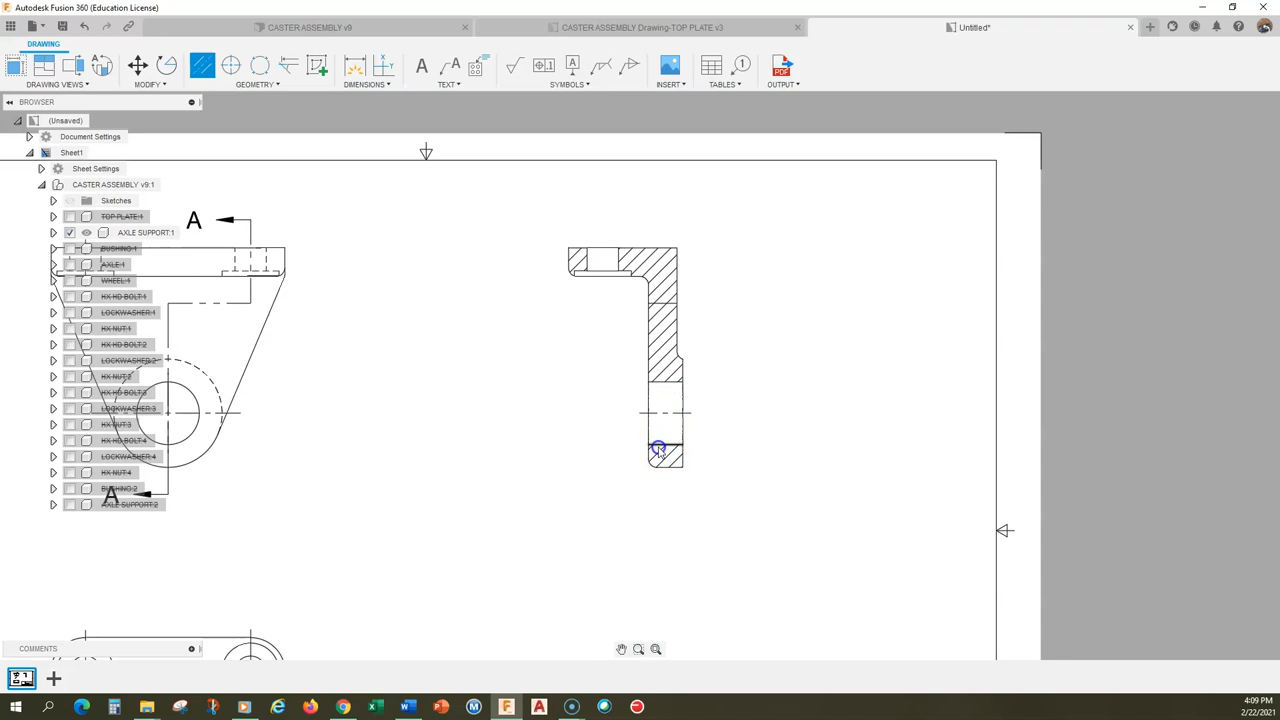 Autodesk Fusion 360 (Education License)
CASTER ASSEMBLY v9
CASTER ASSEMBLY Drawing-TOP PLATE v3
Untitled*
DRAWING
DRAWING VIEWS
MODIFY
GEOMETRY
DIMENSIONS
TEXT
SYMBOLS
INSERT
TABLES
OUTPUT
BROWSER
(Unsaved)
Document Settings
Sheet1
Sheet Settings
CASTER ASSEMBLY v9:1
Sketches
TOP PLATE:1
AXLE SUPPORT:1
BUSHING:1
AXLE:1
WHEEL:1
HX HD BOLT:1
LOCKWASHER:1
HX NUT:1
HX HD BOLT:2
LOCKWASHER:2
HX NUT:2
HX HD BOLT:3
LOCKWASHER:3
HX NUT:3
HX HD BOLT:4
LOCKWASHER:4
HX NUT:4
BUSHING:2
AXLE SUPPORT:2
A
A
COMMENTS
4:09 PM
2/22/2021